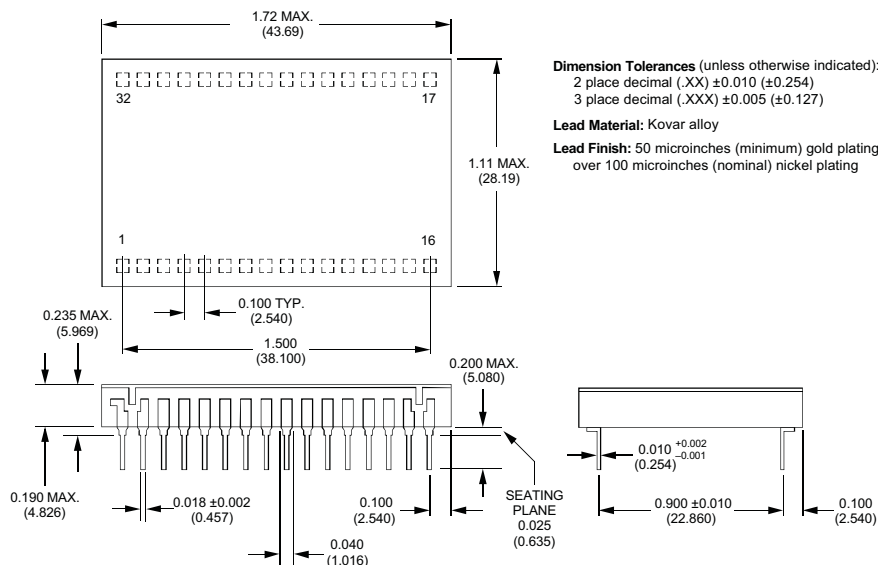 1.72 MAX.
(43.69)
Dimension Tolerances (unless otherwise indicated):
2 place decimal (.XX) ±0.010 (±0.254)
3 place decimal (.XXX) ±0.005 (±0.127)
Lead Material: Kovar alloy
Lead Finish: 50 microinches (minimum) gold plating
over 100 microinches (nominal) nickel plating
32
17
1.11 MAX.
(28.19)
1
16
0.100 TYP.
(2.540)
0.235 MAX.
(5.969)
1.500
(38.100)
0.200 MAX.
(5.080)
0.190 MAX.
(4.826)
0.018 ±0.002
(0.457)
0.100
(2.540)
SEATING
PLANE
0.025
(0.635)
0.040
(1.016)
0.010 +0.002
–0.001
(0.254)
0.900 ±0.010
(22.860)
0.100
(2.540)